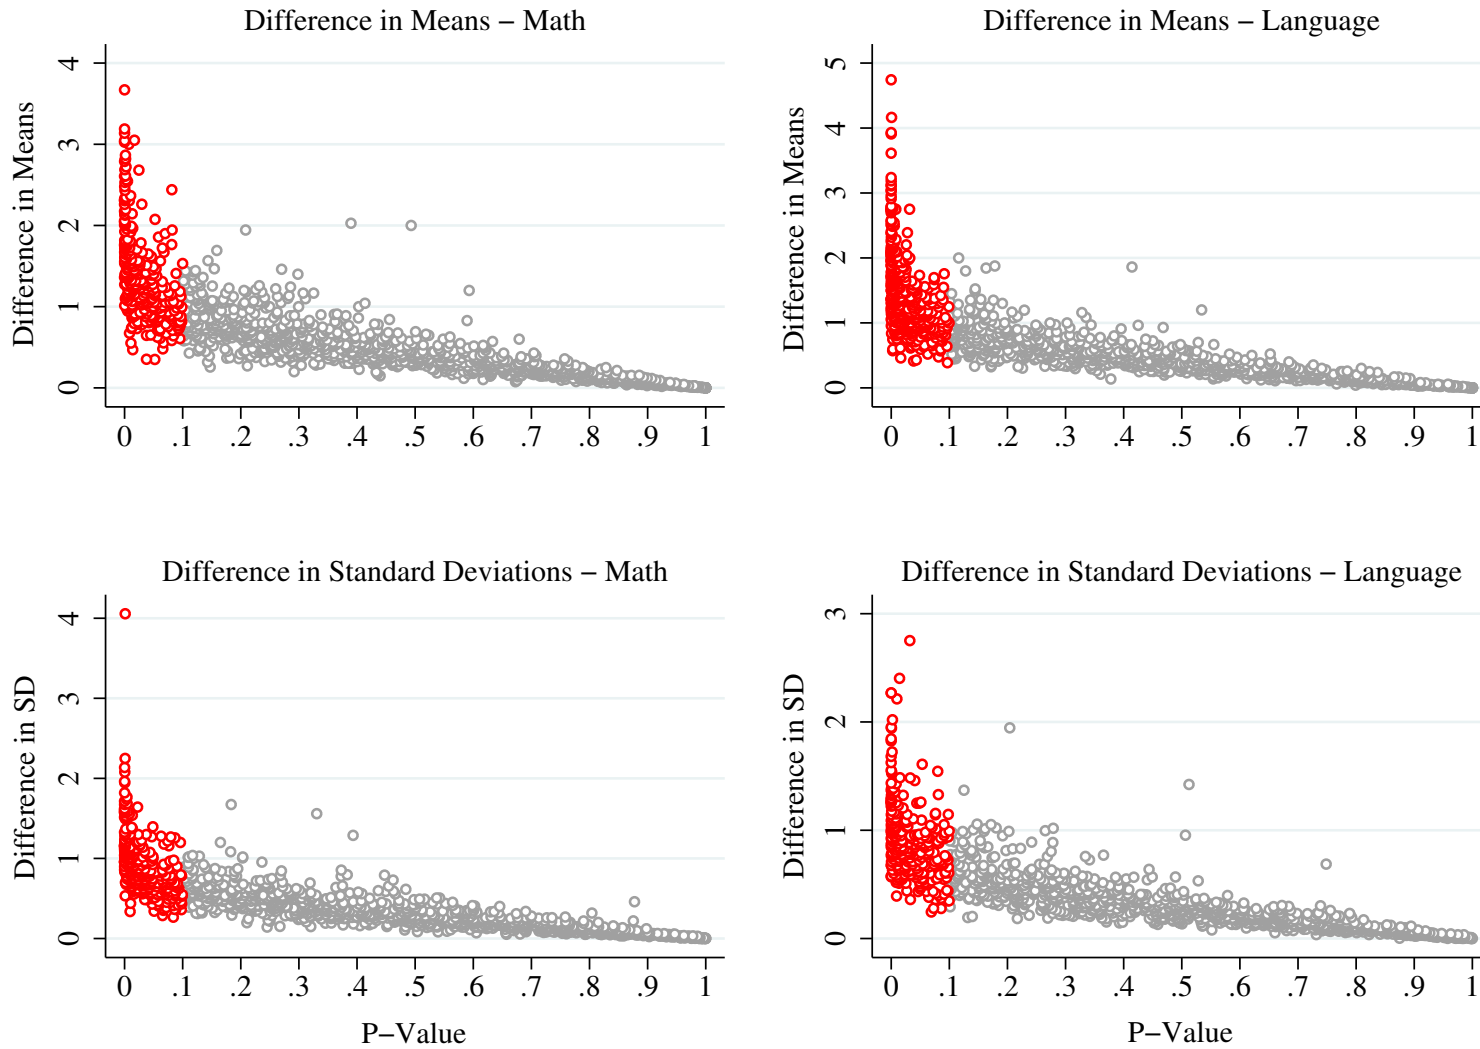 Difference in Means – Math
Difference in Means
4
3
2
1
0
0 .1 .2 .3 .4 .5 .6 .7 .8 .9 1
Difference in Means – Language
Difference in Means
5
4
3
2
1
0
0 .1 .2 .3 .4 .5 .6 .7 .8 .9 1
Difference in Standard Deviations – Math
Difference in SD
4
3
2
1
0
0 .1 .2 .3 .4 .5 .6 .7 .8 .9 1
P–Value
Difference in Standard Deviations – Language
Difference in SD
3
2
1
0
0 .1 .2 .3 .4 .5 .6 .7 .8 .9 1
P–Value